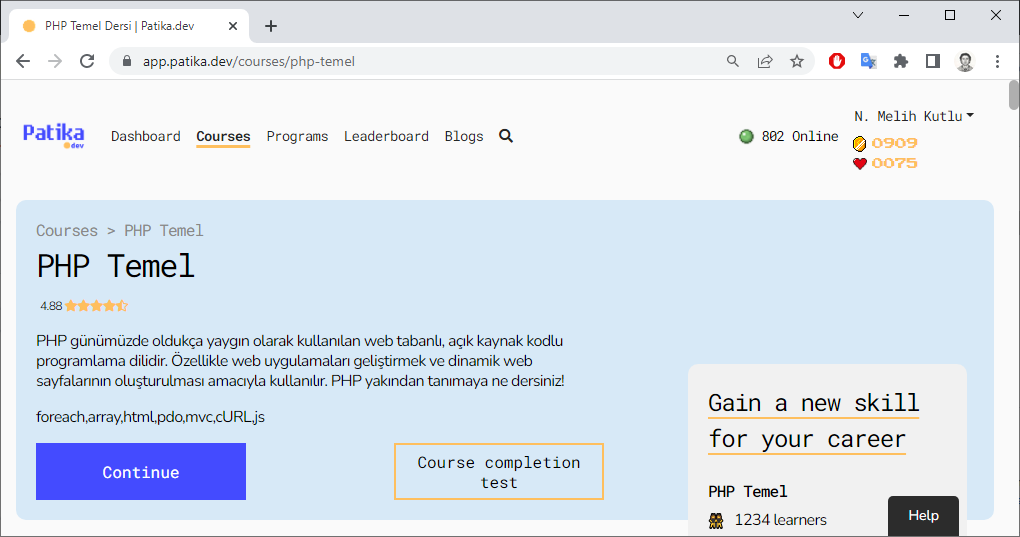 PHP Temel Dersi | Patika.dev
app.patika.dev/courses/php-temel
Patika
dev
Dashboard Courses Programs Leaderboard Blogs
802 Online
N. Melih Kutlu
0909
0075
Courses > PHP Temel
PHP Temel
4.88
PHP günümüzde oldukça yaygın olarak kullanılan web tabanlı, açık kaynak kodlu
programlama dilidir. Özellikle web uygulamaları geliştirmek ve dinamik web
sayfalarının oluşturulması amacıyla kullanılır. PHP yakından tanımaya ne dersiniz!
foreach,array,html,pdo,mvc,cURL,js
Continue
Course completion
test
Gain a new skill
for your career
PHP Temel
1234 learners
Help